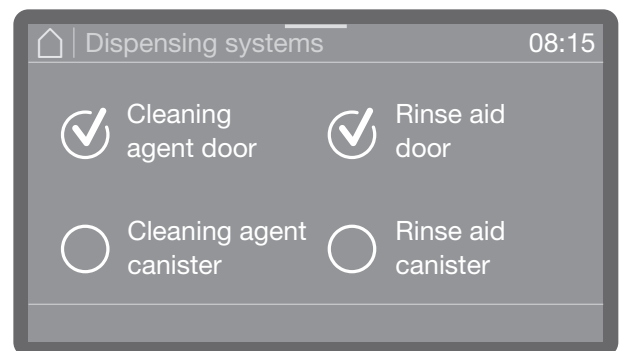 Dispensing systems 08:15
Cleaning
agent door
Rinse aid
door
Cleaning agent
canister
Rinse aid
canister